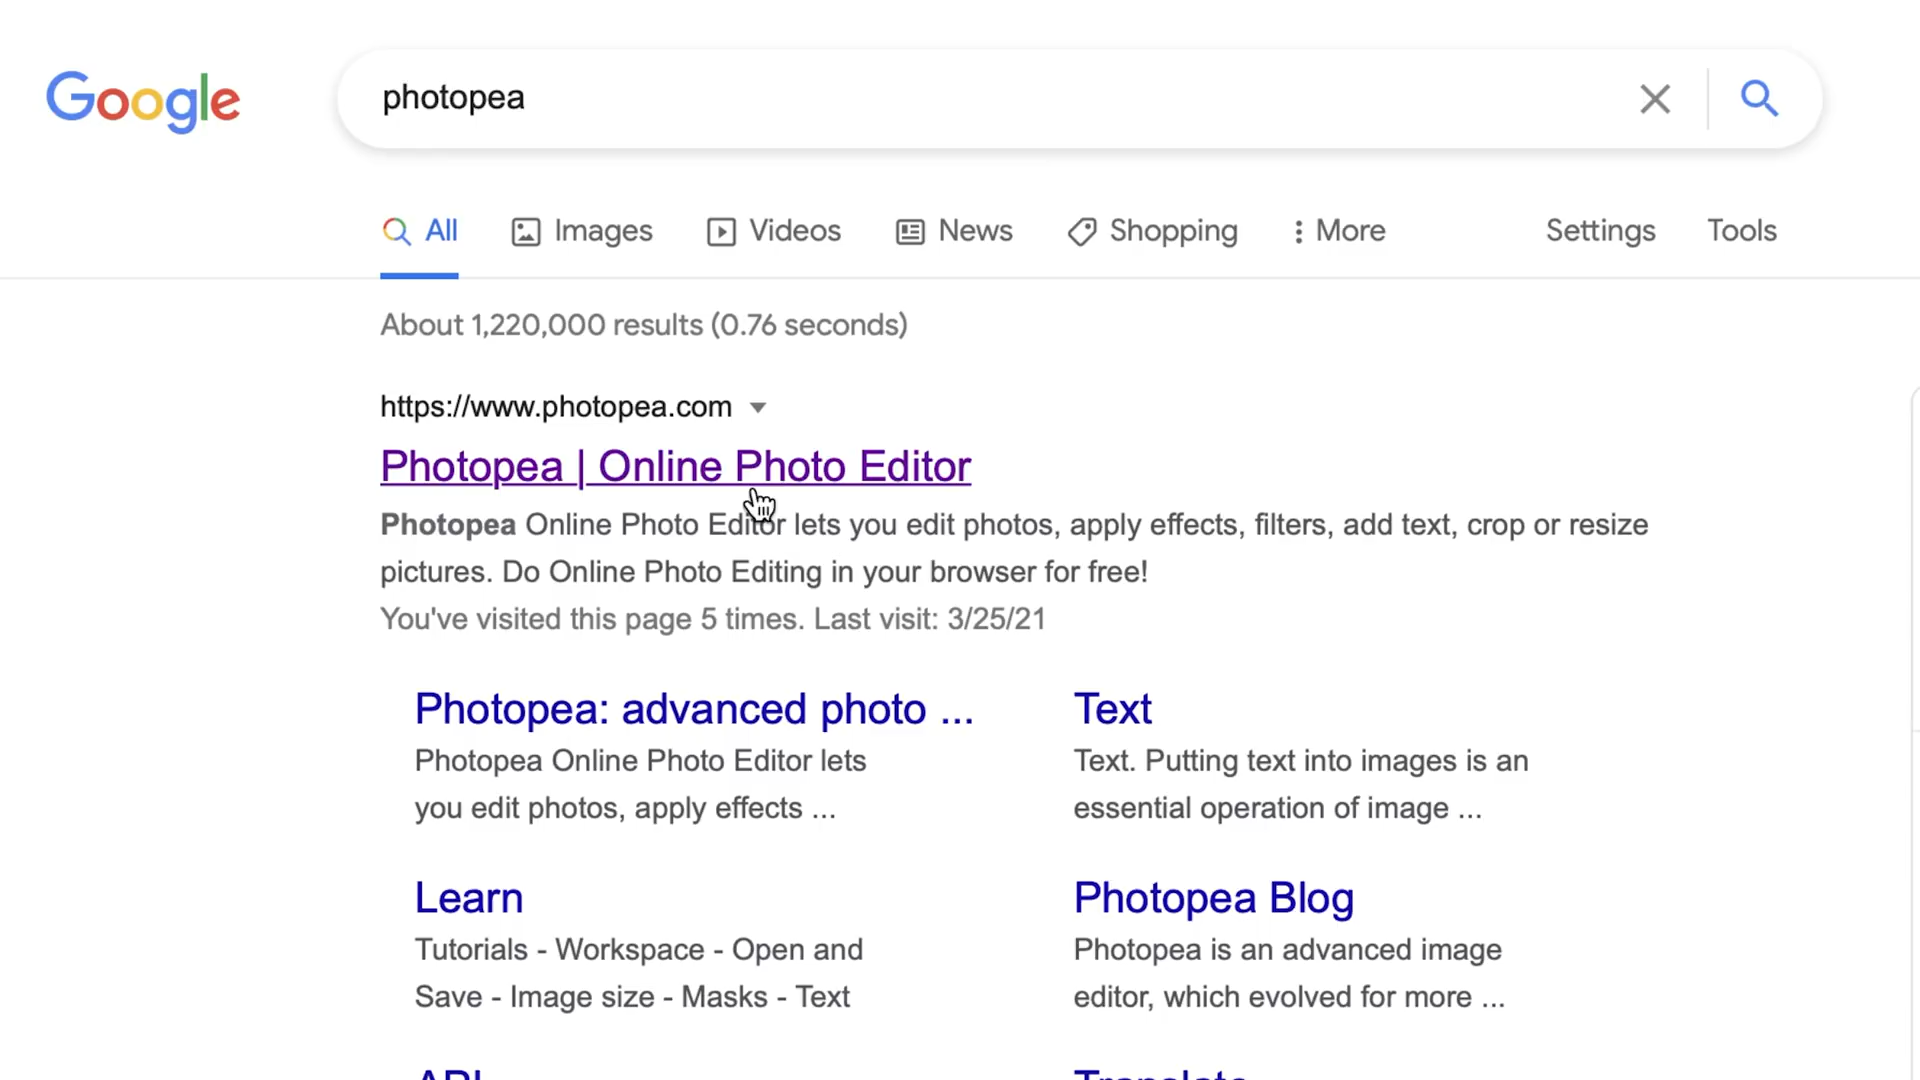 Google
photopea
All Images Videos News Shopping More Settings Tools
About 1,220,000 results (0.76 seconds)
https://www.photopea.com
Photopea | Online Photo Editor
Photopea Online Photo Editor lets you edit photos, apply effects, filters, add text, crop or resize
pictures. Do Online Photo Editing in your browser for free!
You've visited this page 5 times. Last visit: 3/25/21
Photopea: advanced photo ...
Photopea Online Photo Editor lets
you edit photos, apply effects ...
Text
Text. Putting text into images is an
essential operation of image ...
Learn
Tutorials - Workspace - Open and
Save - Image size - Masks - Text
Photopea Blog
Photopea is an advanced image
editor, which evolved for more ...
API
Translate